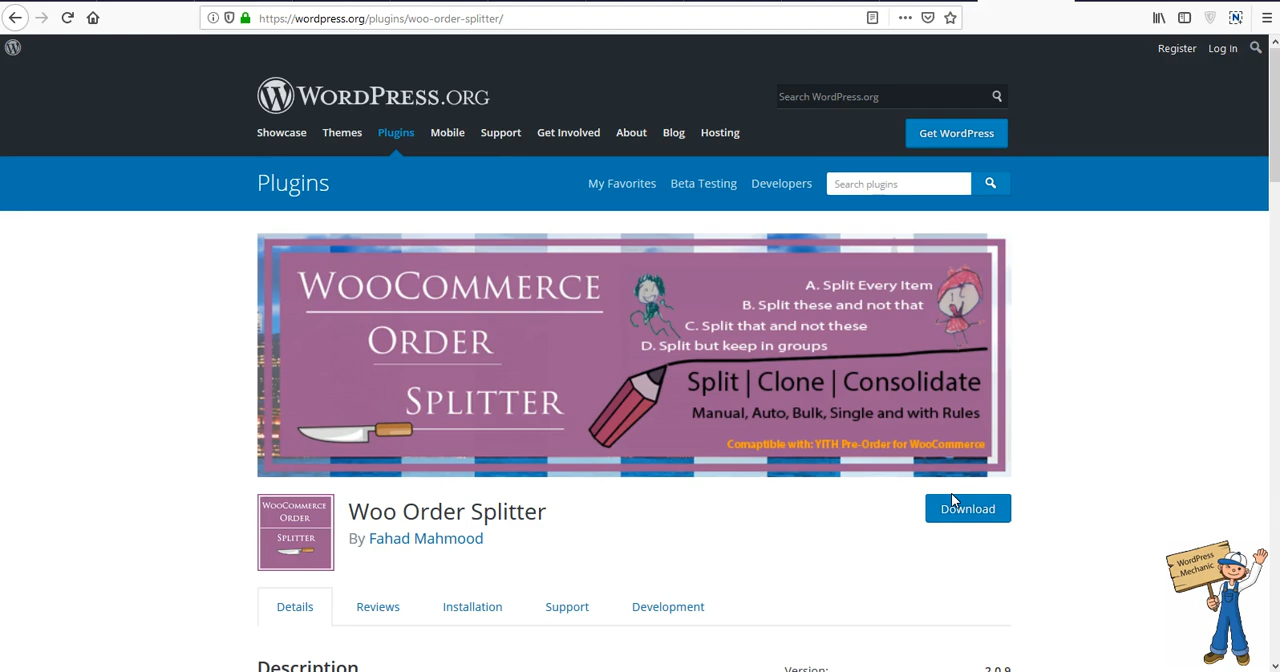 https://wordpress.org/plugins/woo-order-splitter/
Register Log In
WORDPRESS.ORG
Search WordPress.org
Showcase Themes Plugins Mobile Support Get Involved About Blog Hosting
Get WordPress
Plugins
My Favorites Beta Testing Developers
Search plugins
WOOCOMMERCE
ORDER
SPLITTER
A. Split Every Item
B. Split these and not that
C. Split that and not these
D. Split but keep in groups
Split | Clone | Consolidate
Manual, Auto, Bulk, Single and with Rules
Comaptible with: YITH Pre-Order for WooCommerce
WOOCOMMERCE
ORDER
SPLITTER
Woo Order Splitter
By Fahad Mahmood
Download
WordPress
Mechanic
Details Reviews Installation Support Development
Description
Version: 2.0.9